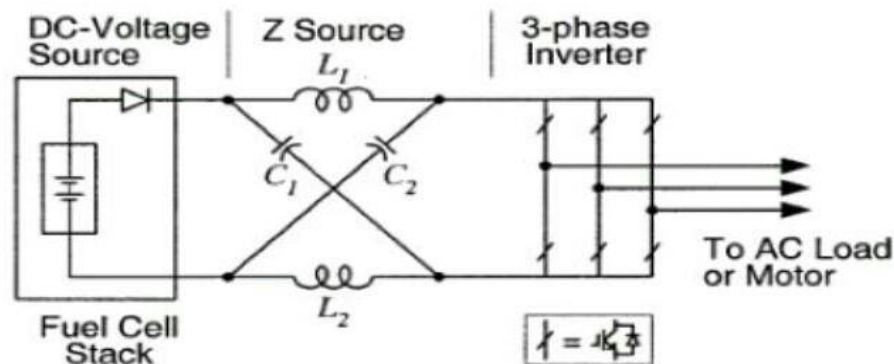 DC-Voltage Source
Z Source
3-phase Inverter
L1
C1
C2
L2
To AC Load
or Motor
Fuel Cell
Stack
=